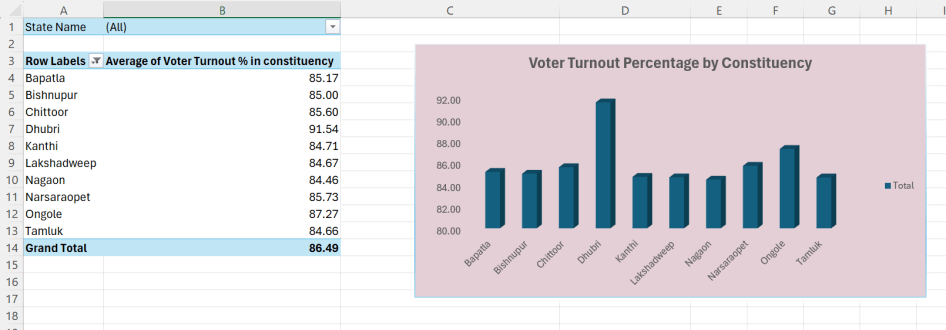 A B C D E F G H I
1 State Name (All)
2
3 Row Labels Average of Voter Turnout % in constituency
4 Bapatla 85.17
5 Bishnupur 85.00
6 Chittoor 85.60
7 Dhubri 91.54
8 Kanthi 84.71
9 Lakshadweep 84.67
10 Nagaon 84.46
11 Narsaraopet 85.73
12 Ongole 87.27
13 Tamluk 84.66
14 Grand Total 86.49
15
16
17
18
Voter Turnout Percentage by Constituency
92.00
90.00
88.00
86.00
84.00
82.00
80.00
Bapatla
Bishnupur
Chittoor
Dhubri
Kanthi
Lakshadweep
Nagaon
Narsaraopet
Ongole
Tamluk
Total